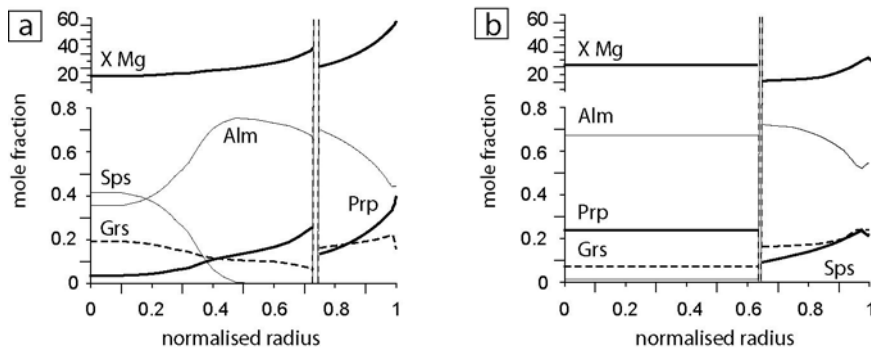 a
60
40
20
X Mg
0.8
0.6
0.4
0.2
0
mole fraction
Alm
Sps
Grs
Prp
0 0.2 0.4 0.6 0.8 1
normalised radius
b
60
40
20
X Mg
0.8
0.6
0.4
0.2
0
mole fraction
Alm
Prp
Grs
Sps
0 0.2 0.4 0.6 0.8 1
normalised radius